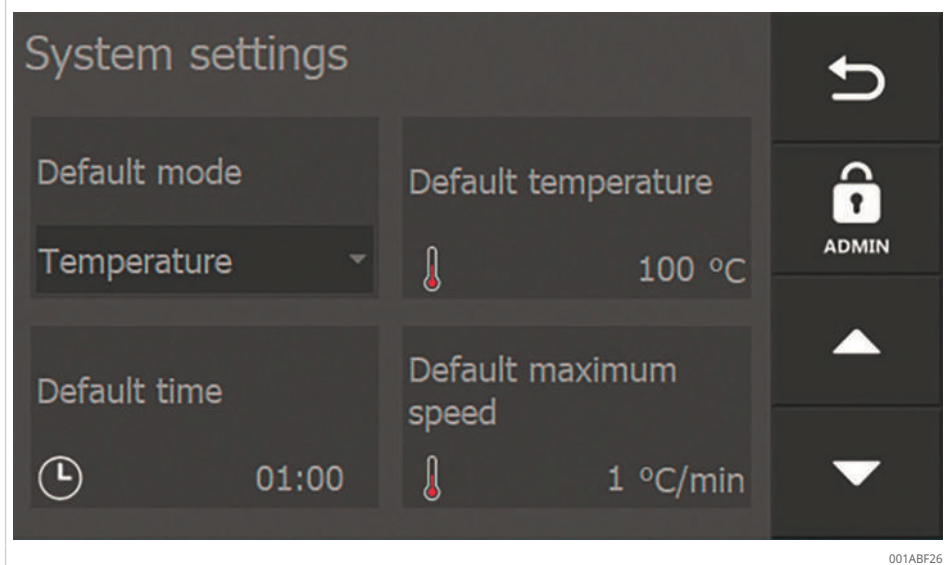 System settings
Default mode
Temperature
Default temperature
100 °C
Default time
01:00
Default maximum
speed
1 °C/min
ADMIN
001ABF26